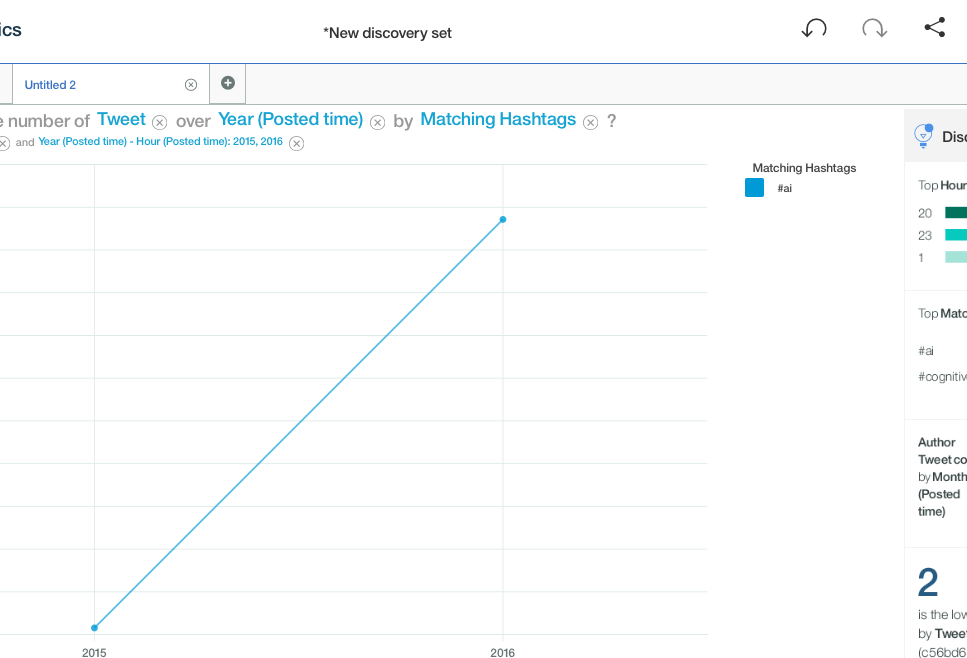 ics
*New discovery set
Untitled 2
number of Tweet over Year (Posted time) by Matching Hashtags ?
and Year (Posted time) - Hour (Posted time): 2015, 2016
Matching Hashtags
#ai
2015
2016
Disc
Top Hour
20
23
1
Top Matc
#ai
#cognitive
Author
Tweet co
by Month
(Posted
time)
2
is the low
by Tweet
(c56bd6